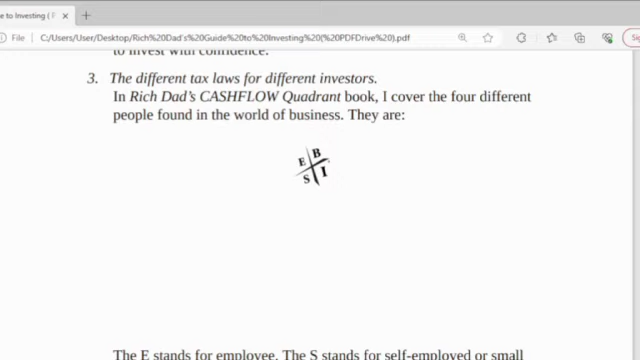 e to Investing ( P
File C:/Users/User/Desktop/Rich%20Dad's%20Guide%20to%20Investing%20(%20PDFDrive%20).pdf
to invest with confidence.
3. The different tax laws for different investors.
In Rich Dad's CASHFLOW Quadrant book, I cover the four different
people found in the world of business. They are:
E B
S I
The E stands for employee. The S stands for self-employed or small